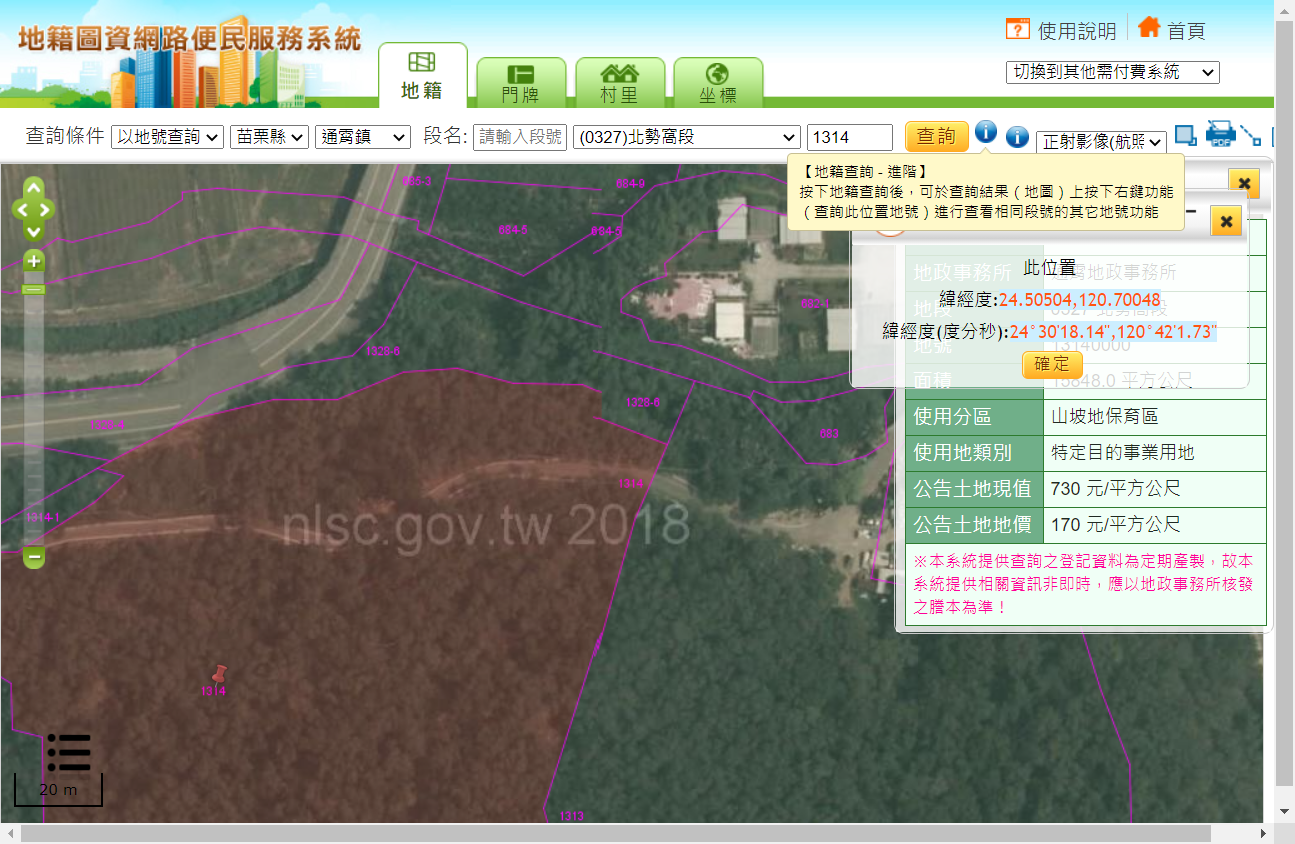 地籍圖資網路便民服務系統
使用說明
首頁
切換到其他需付費系統
地籍
門牌
村里
坐標
查詢條件
以地號查詢
苗栗縣
通霄鎮
段名:
請輸入段號
(0327)北勢窩段
1314
查詢
正射影像(航照
PDF
【地籍查詢 - 進階】
按下地籍查詢後，可於查詢結果（地圖）上按下右鍵功能
（查詢此位置地號）進行查看相同段號的其它地號功能
此位置
緯經度:24.50504,120.70048
緯經度(度分秒):24°30'18.14",120°42'1.73"
確定
地政事務所
通霄地政事務所
地段
0327 北勢窩段
地號
13140000
面積
15848.0 平方公尺
使用分區
山坡地保育區
使用地類別
特定目的事業用地
公告土地現值
730 元/平方公尺
公告土地地價
170 元/平方公尺
※本系統提供查詢之登記資料為定期產製，故本
系統提供相關資訊非即時，應以地政事務所核發
之謄本為準！
684-9
684-5
684-5
1328-6
1328-6
1328-4
683
1314
1314-1
nlsc.gov.tw 2018
1314
1313
20 m